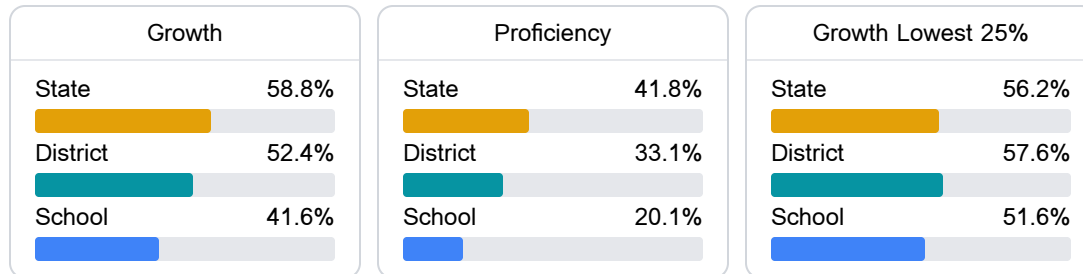 Growth
State 58.8%
District 52.4%
School 41.6%
Proficiency
State 41.8%
District 33.1%
School 20.1%
Growth Lowest 25%
State 56.2%
District 57.6%
School 51.6%